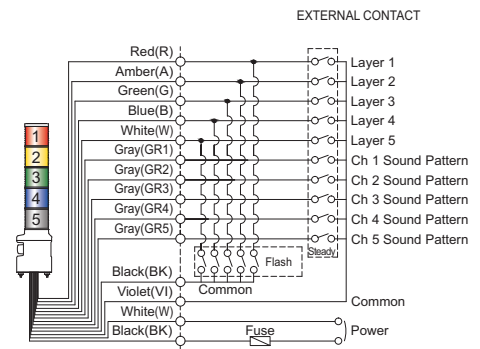 EXTERNAL CONTACT
Red(R)
Layer 1
Amber(A)
Layer 2
Green(G)
Layer 3
Blue(B)
Layer 4
White(W)
Layer 5
Gray(GR1)
Ch 1 Sound Pattern
Gray(GR2)
Ch 2 Sound Pattern
Gray(GR3)
Ch 3 Sound Pattern
Gray(GR4)
Ch 4 Sound Pattern
Gray(GR5)
Ch 5 Sound Pattern
1
2
3
4
5
Steady
Flash
Black(BK)
Common
Violet(VI)
Common
White(W)
Black(BK)
Fuse
Power